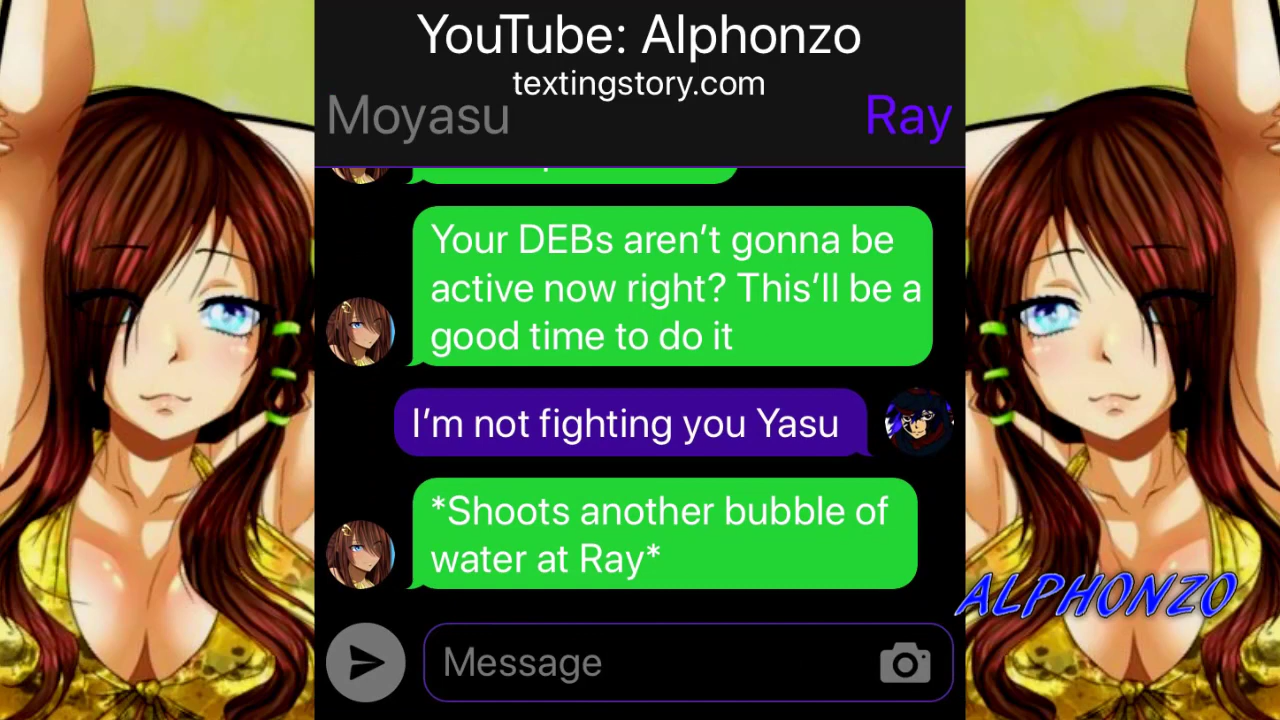 YouTube: Alphonzo
textingstory.com
Moyasu
Ray
Your DEBs aren’t gonna be
active now right? This’ll be a
good time to do it
I’m not fighting you Yasu
*Shoots another bubble of
water at Ray*
ALPHONZO
Message